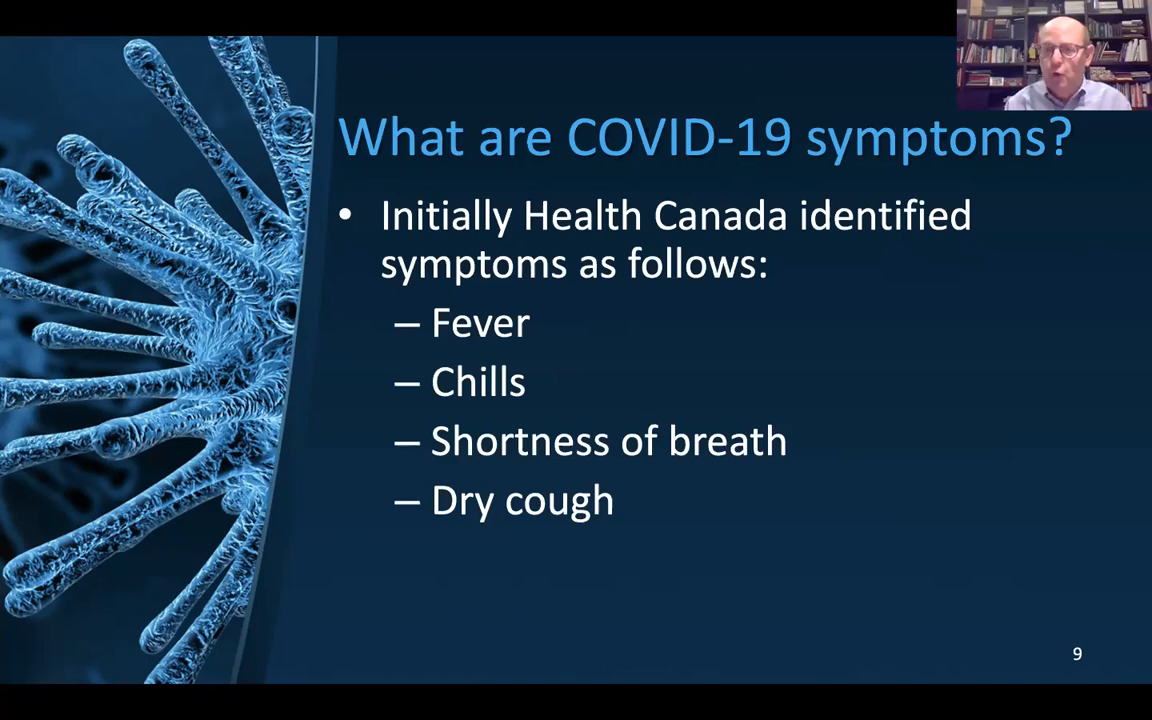 What are COVID-19 symptoms?
• Initially Health Canada identified
symptoms as follows:
– Fever
– Chills
– Shortness of breath
– Dry cough
9